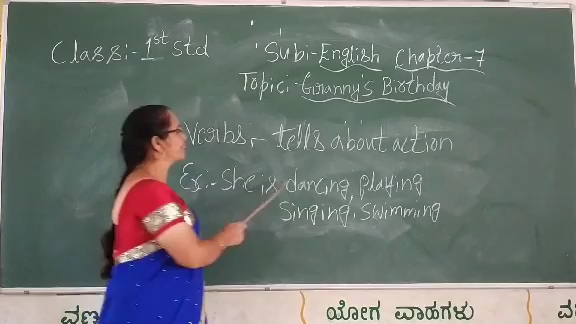 Class:- 1st Std
Sub:- English Chapter-7
Topic:- Granny's Birthday
Verbs:- tells about action
Ex:- She is dancing, playing
Singing, Swimming
ಯೋಗ ವಾಹಗಳು